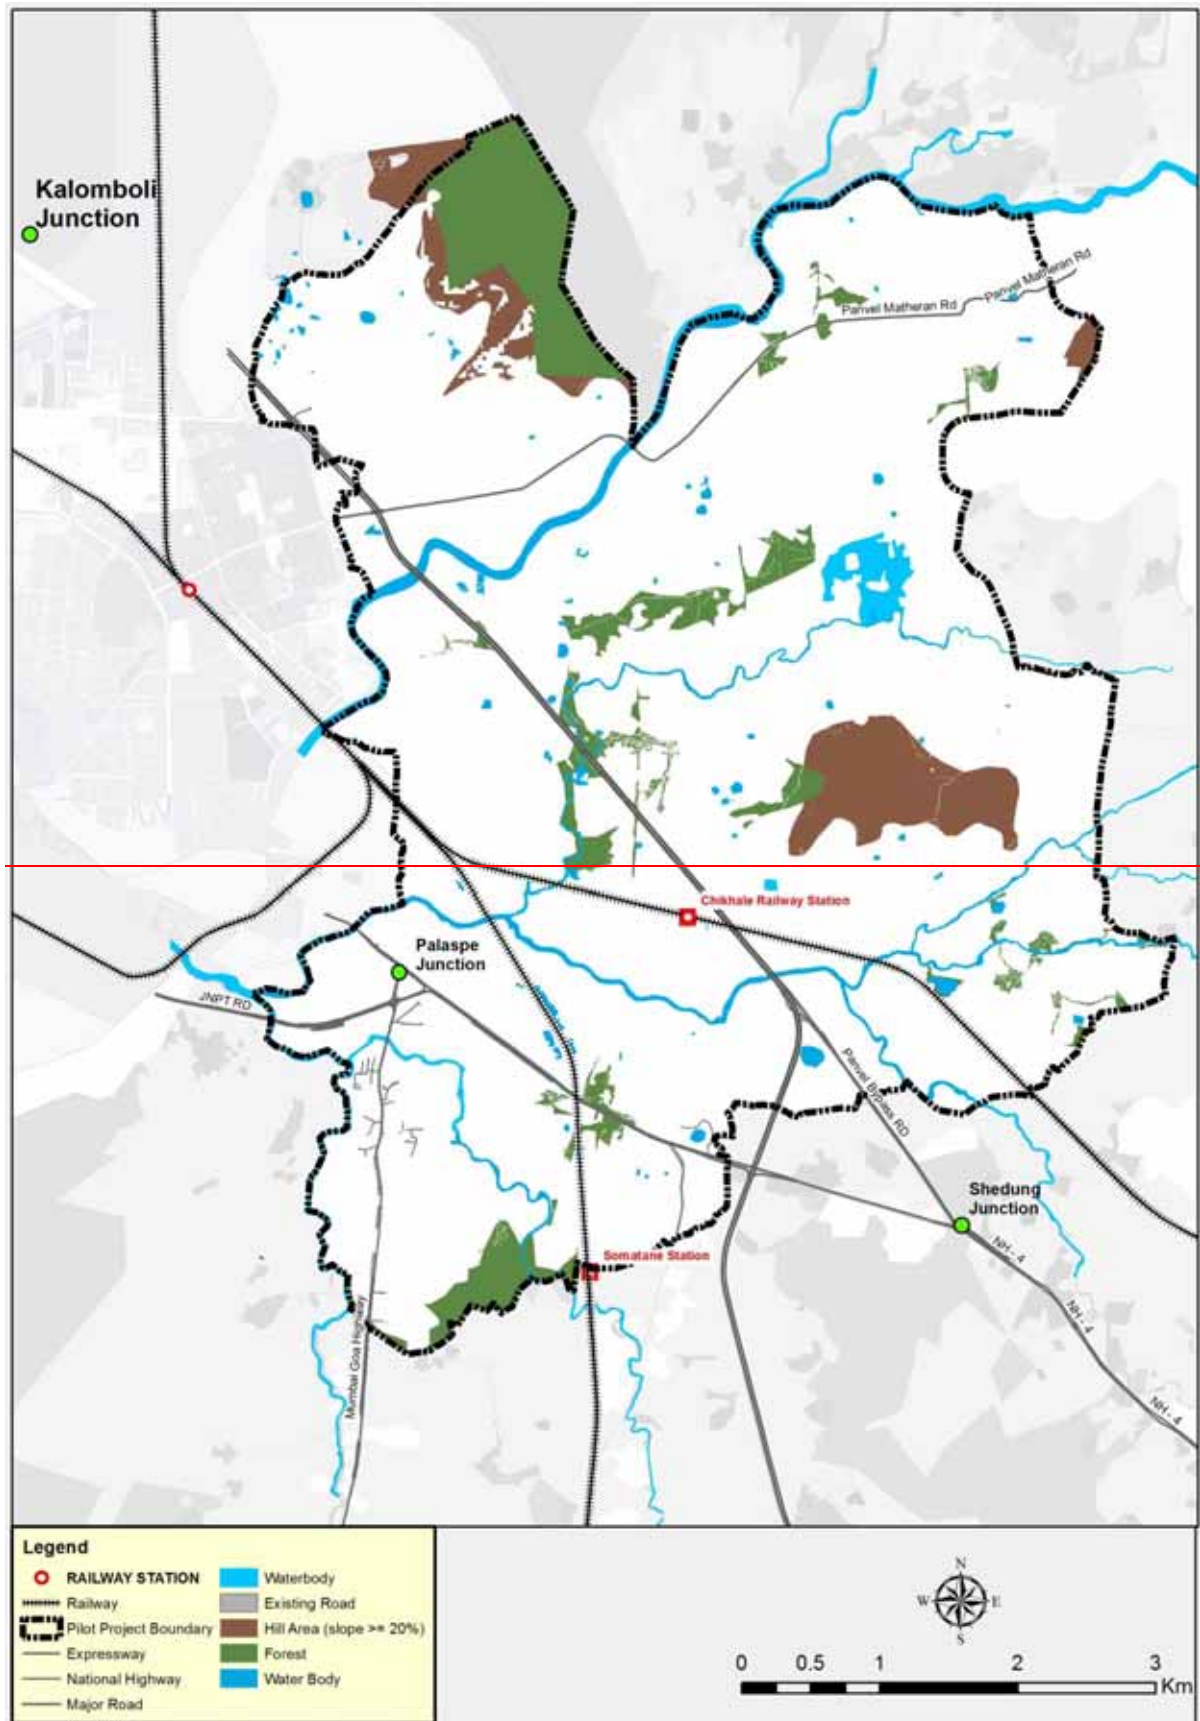 Kalomboli
Junction
Panvel Matheran Rd
Panvel Matheran Rd
Chikhale Railway Station
Palaspe
Junction
JNPT RD
Panvel Bypass RD
Shedung
Junction
NH - 4
NH - 4
NH - 4
Somatane Station
Mumbai Goa Highway
Legend
RAILWAY STATION
Railway
Pilot Project Boundary
Expressway
National Highway
Major Road
Waterbody
Existing Road
Hill Area (slope >= 20%)
Forest
Water Body
N
W E
S
0 0.5 1 2 3
Km